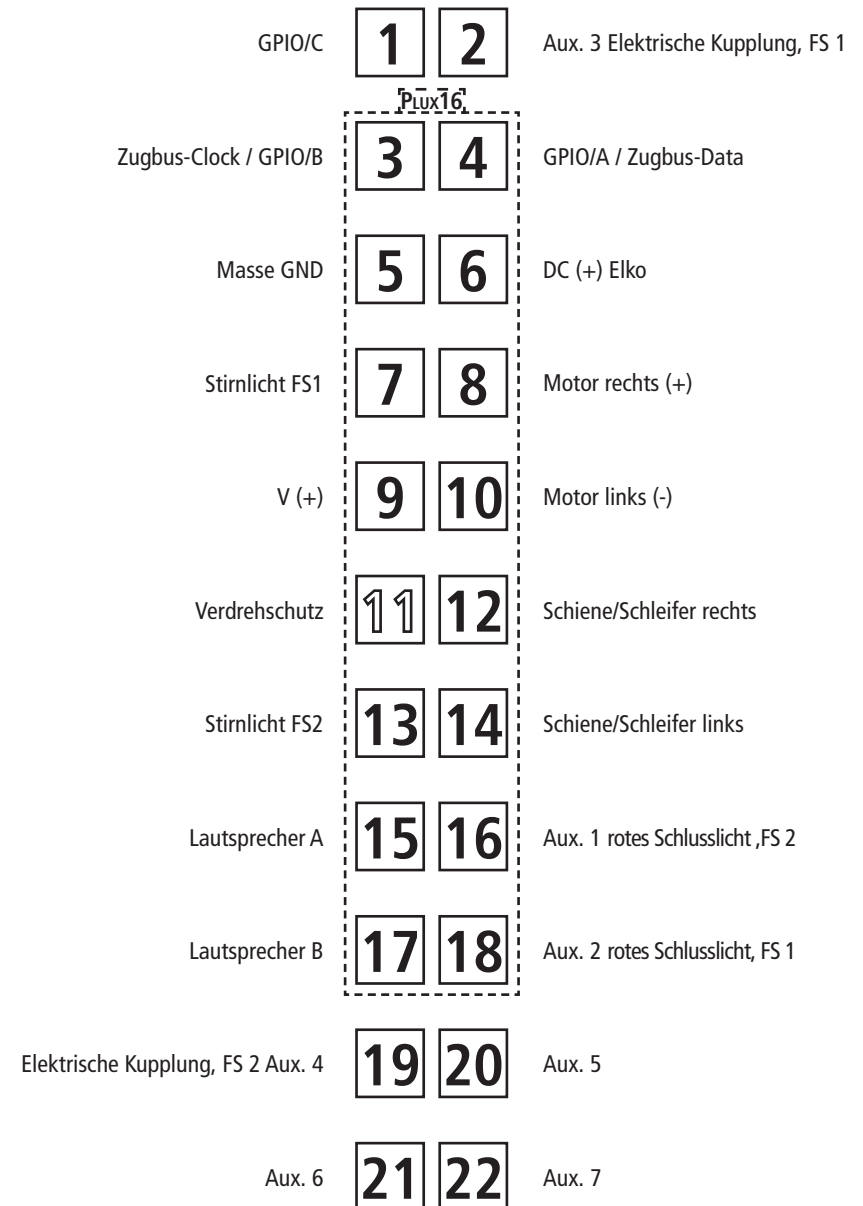 GPIO/C 1 2 Aux. 3 Elektrische Kupplung, FS 1
PLUX16
Zugbus-Clock / GPIO/B 3 4 GPIO/A / Zugbus-Data
Masse GND 5 6 DC (+) Elko
Stirnlicht FS1 7 8 Motor rechts (+)
V (+) 9 10 Motor links (-)
Verdrehschutz 11 12 Schiene/Schleifer rechts
Stirnlicht FS2 13 14 Schiene/Schleifer links
Lautsprecher A 15 16 Aux. 1 rotes Schlusslicht ,FS 2
Lautsprecher B 17 18 Aux. 2 rotes Schlusslicht, FS 1
Elektrische Kupplung, FS 2 Aux. 4 19 20 Aux. 5
Aux. 6 21 22 Aux. 7